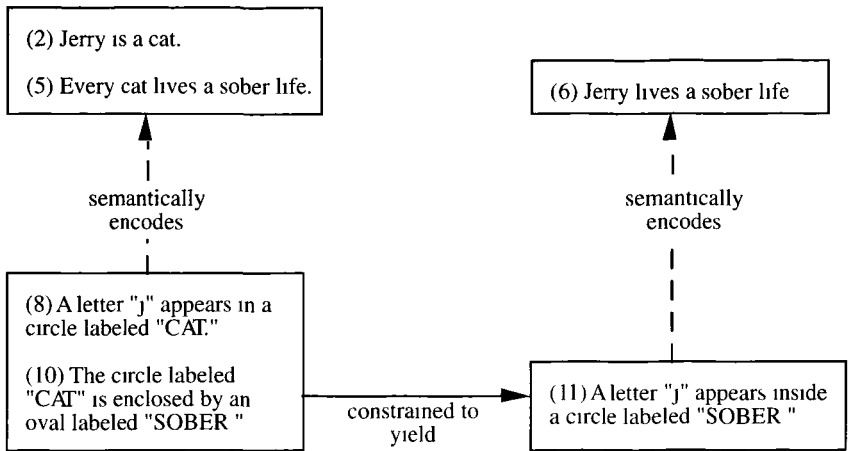 (2) Jerry is a cat.
(5) Every cat lives a sober life.
(6) Jerry lives a sober life
semantically
encodes
semantically
encodes
(8) A letter "j" appears in a
circle labeled "CAT."
(10) The circle labeled
"CAT" is enclosed by an
oval labeled "SOBER "
constrained to
yield
(11) A letter "j" appears inside
a circle labeled "SOBER "